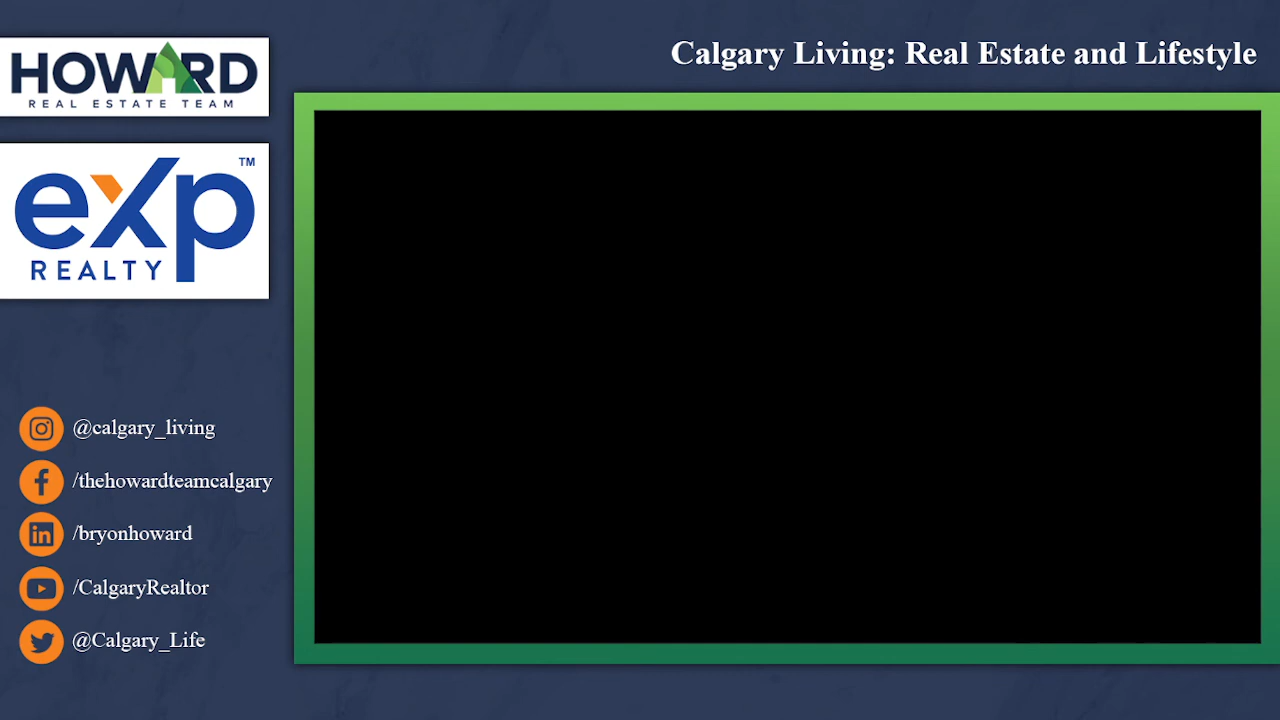 HOWARD
REAL ESTATE TEAM
eXp ™
REALTY
Calgary Living: Real Estate and Lifestyle
@calgary_living
/thehowardteamcalgary
/bryonhoward
/CalgaryRealtor
@Calgary_Life